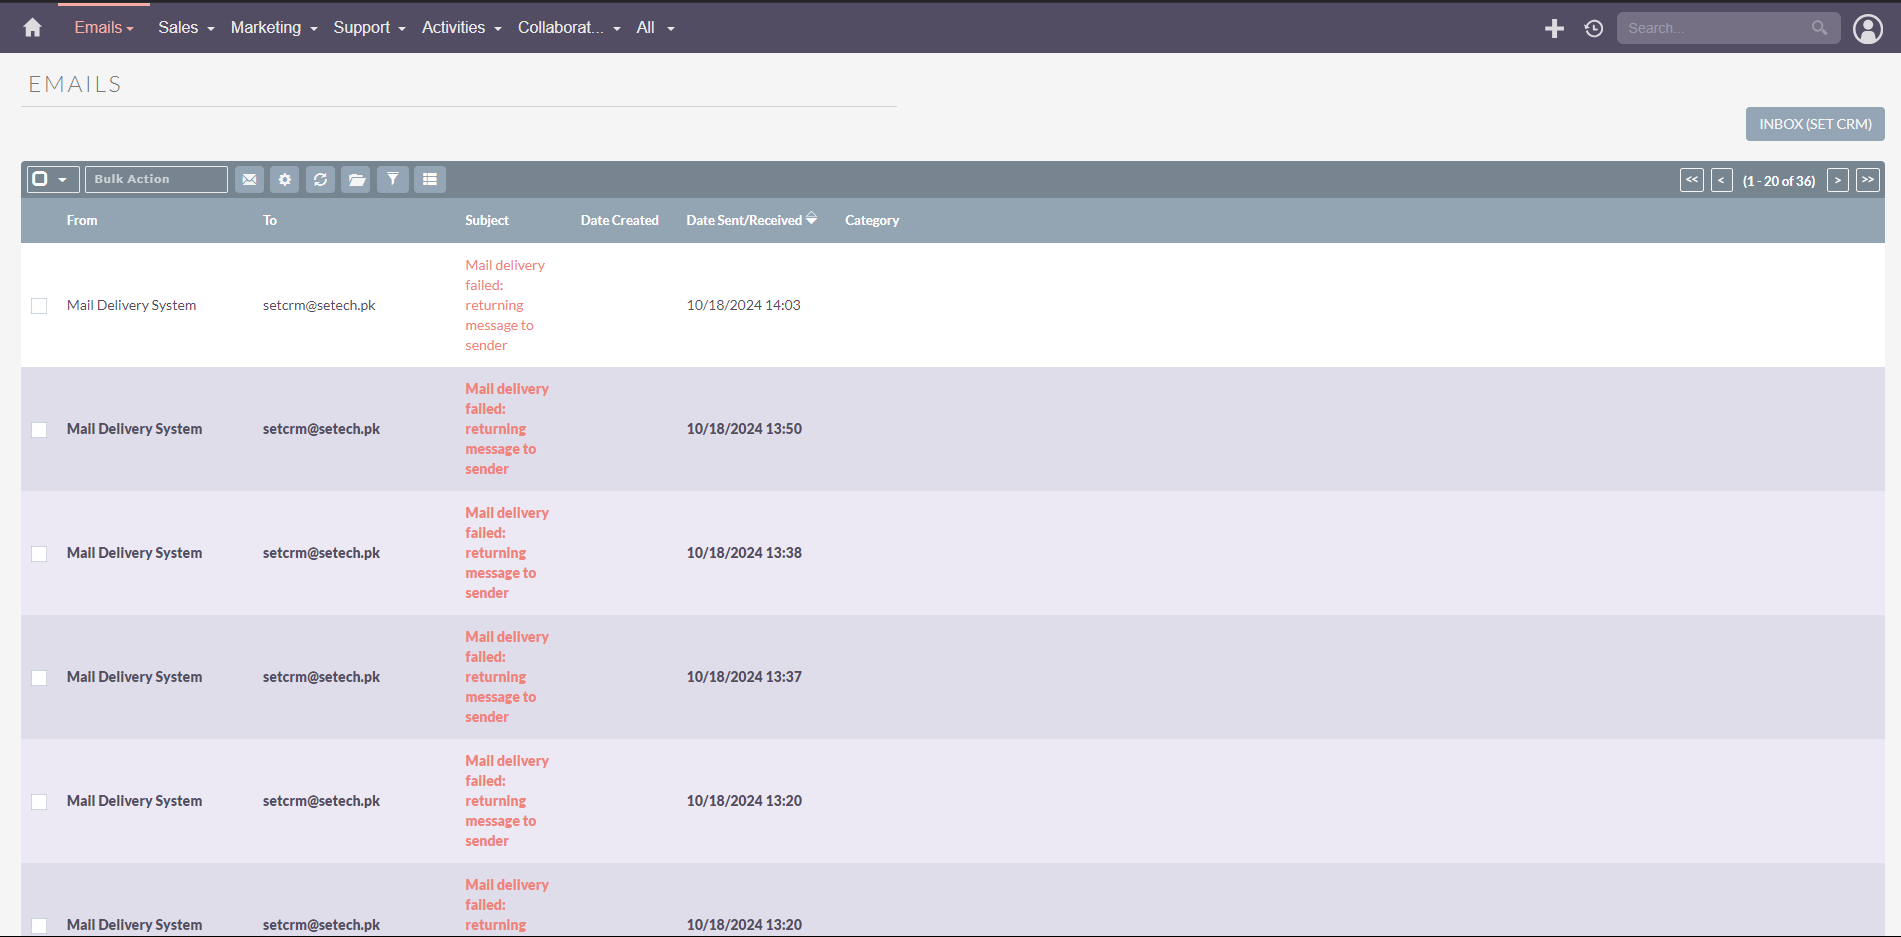 Emails Sales Marketing Support Activities Collaborat... All Search...
EMAILS
INBOX (SET CRM)
Bulk Action << < (1 - 20 of 36) > >>
From To Subject Date Created Date Sent/Received Category
Mail delivery
failed:
Mail Delivery System setcrm@setech.pk returning 10/18/2024 14:03
message to
sender
Mail delivery
failed:
Mail Delivery System setcrm@setech.pk returning 10/18/2024 13:50
message to
sender
Mail delivery
failed:
Mail Delivery System setcrm@setech.pk returning 10/18/2024 13:38
message to
sender
Mail delivery
failed:
Mail Delivery System setcrm@setech.pk returning 10/18/2024 13:37
message to
sender
Mail delivery
failed:
Mail Delivery System setcrm@setech.pk returning 10/18/2024 13:20
message to
sender
Mail delivery
failed:
Mail Delivery System setcrm@setech.pk returning 10/18/2024 13:20